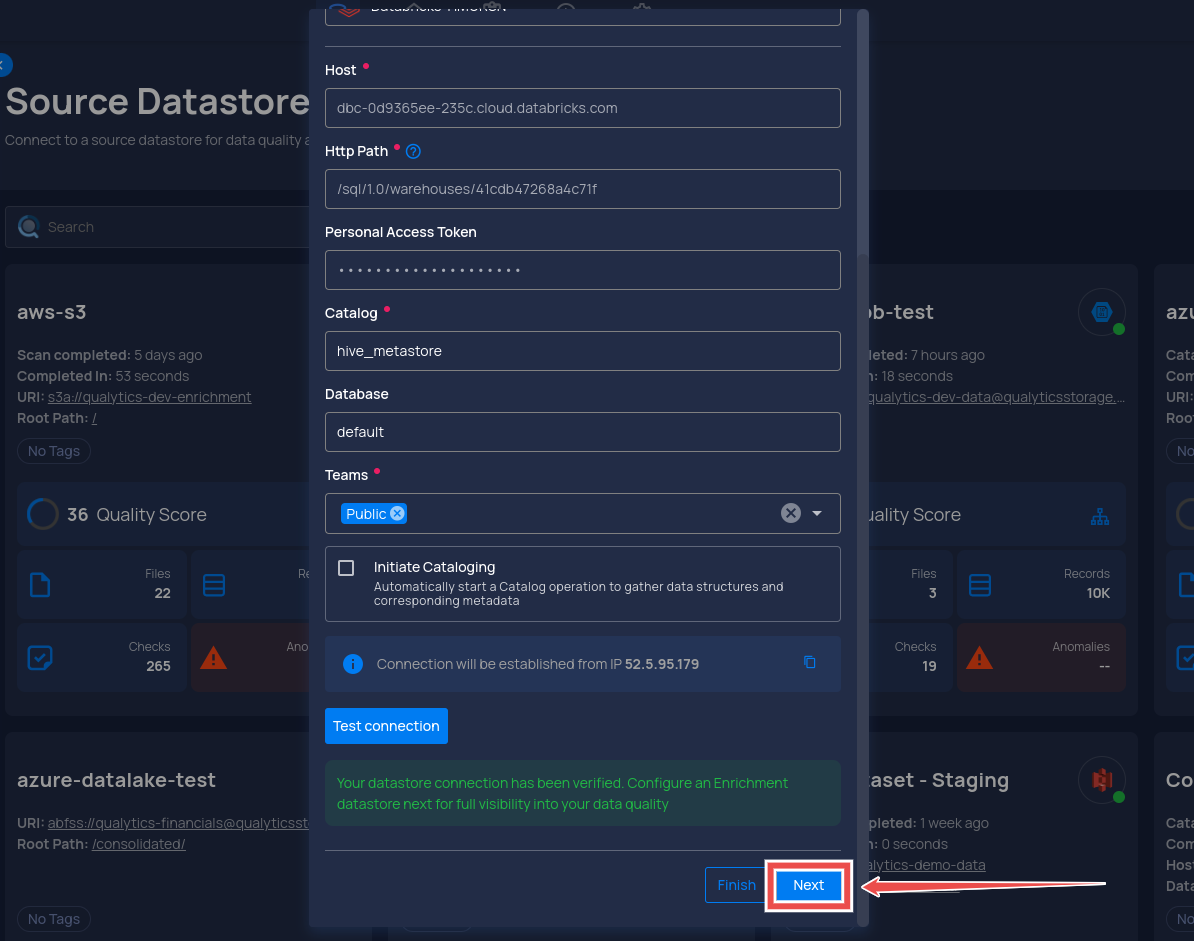 Databricks
Host
dbc-0d9365ee-235c.cloud.databricks.com
Http Path
/sql/1.0/warehouses/41cdb47268a4c71f
Personal Access Token
Catalog
hive_metastore
Database
default
Teams
Public
Initiate Cataloging
Automatically start a Catalog operation to gather data structures and
corresponding metadata
Connection will be established from IP 52.5.95.179
Test connection
Your datastore connection has been verified. Configure an Enrichment
datastore next for full visibility into your data quality
Finish Next
Source Datastore
Connect to a source datastore for data quality a
Search
aws-s3
Scan completed: 5 days ago
Completed In: 53 seconds
URI: s3a://qualytics-dev-enrichment
Root Path: /
No Tags
36 Quality Score
Files
22
Re
Checks
265
Ano
ob-test
leted: 7 hours ago
n: 18 seconds
qualytics-dev-data@qualyticsstorage....
uality Score
Files
3
Records
10K
Checks
19
Anomalies
--
azu
Cata
Com
URI:
Root
No
azure-datalake-test
URI: abfss://qualytics-financials@qualyticssto
Root Path: /consolidated/
No Tags
taset - Staging
pleted: 1 week ago
n: 0 seconds
alytics-demo-data
Co
Cata
Com
Host
Data
No